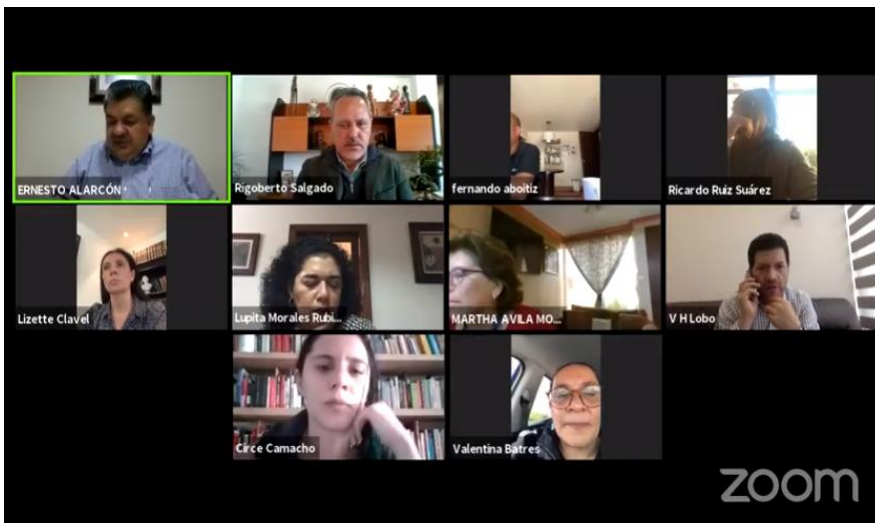 ERNESTO ALARCÓN
Rigoberto Salgado
fernando aboitiz
Ricardo Ruiz Suárez
Lizette Clavel
Lupita Morales Rubi...
MARTHA AVILA MO...
V H Lobo
Circe Camacho
Valentina Batres
zoom